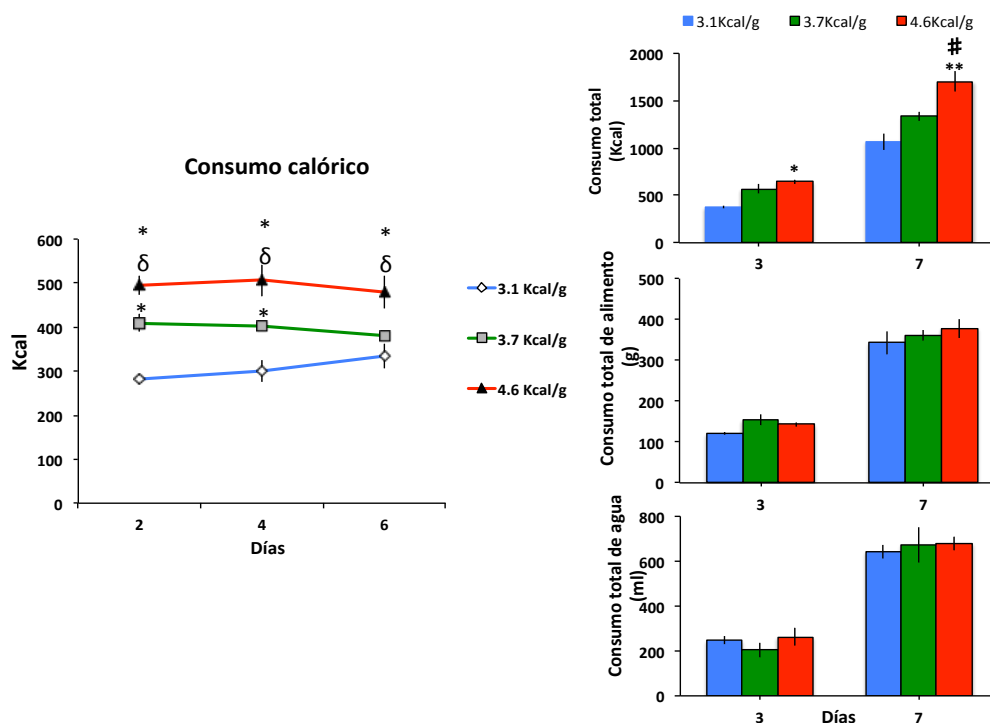 Consumo calórico
600
500
400
300
200
100
0
Kcal
* * *
δ δ δ
* *
2 4 6
Días
3.1 Kcal/g
3.7 Kcal/g
4.6 Kcal/g
3.1Kcal/g 3.7Kcal/g 4.6Kcal/g
Consumo total
(Kcal)
2000
1500
1000
500
0
*
#
**
3 7
Consumo total de alimento
(g)
500
400
300
200
100
0
3 7
Consumo total de agua
(ml)
800
600
400
200
0
3 Días 7